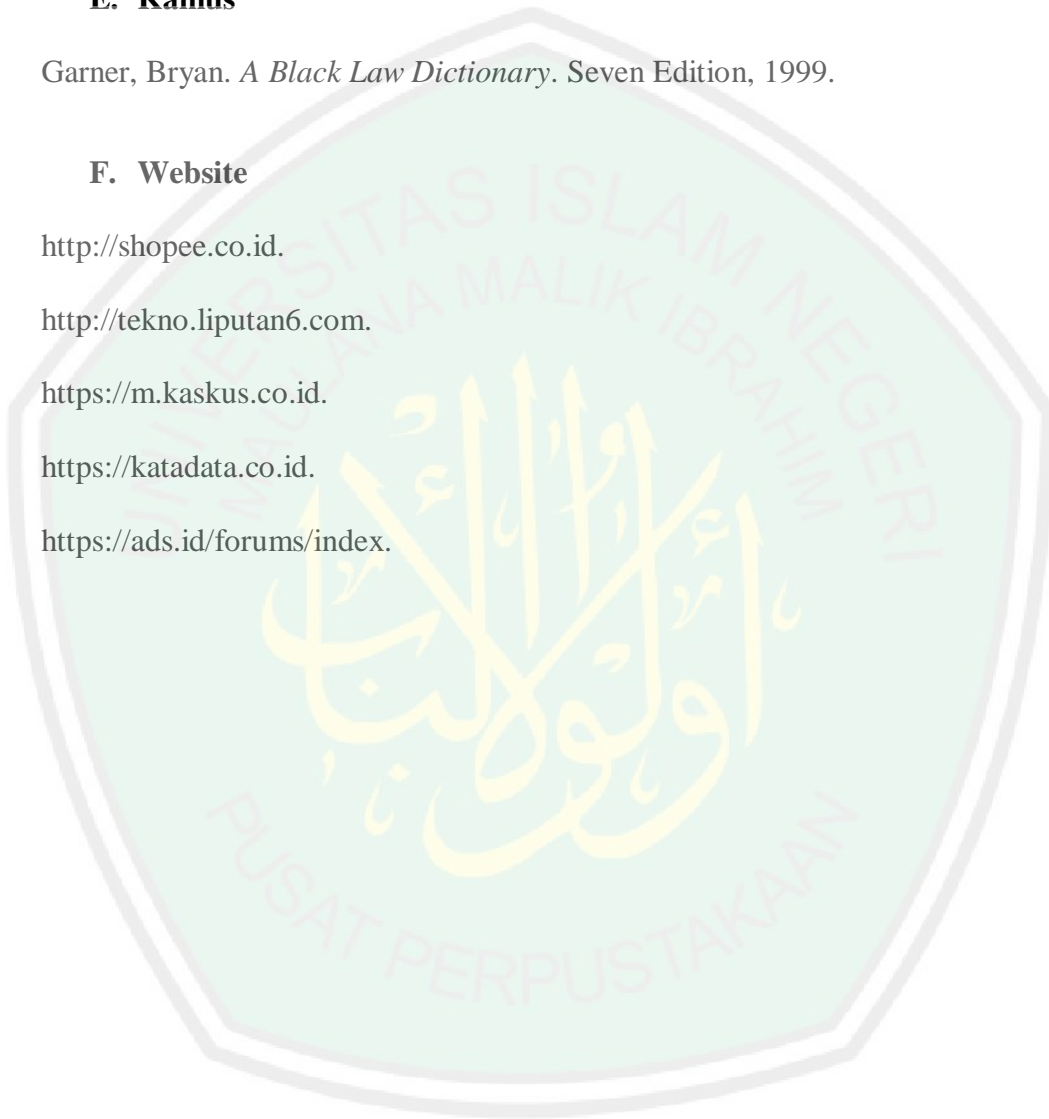 E. Kamus
Garner, Bryan. A Black Law Dictionary. Seven Edition, 1999.
F. Website
http://shopee.co.id.
http://tekno.liputan6.com.
https://m.kaskus.co.id.
https://katadata.co.id.
https://ads.id/forums/index.
UNIVERSITAS ISLAM NEGERI
MAULANA MALIK IBRAHIM
أولوا الألباب
PUSAT PERPUSTAKAAN